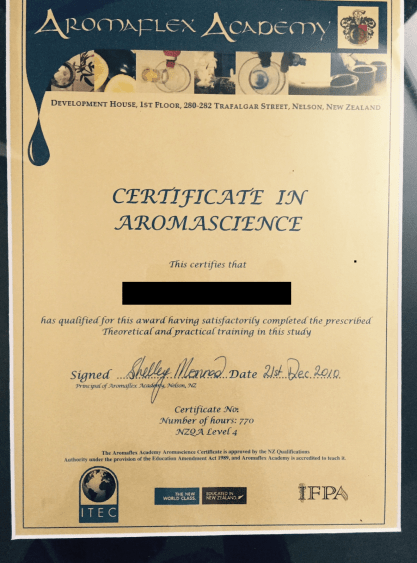 AROMAFLEX ACADEMY
DEVELOPMENT HOUSE, 1ST FLOOR, 280-282 TRAFALGAR STREET, NELSON, NEW ZEALAND
CERTIFICATE IN
AROMASCIENCE
This certifies that
has qualified for this award having satisfactorily completed the prescribed
Theoretical and practical training in this study
Signed Shelley Monrad Date 21st Dec 2010
Principal of Aromaflex Academy, Nelson, NZ
Certificate No:
Number of hours: 770
NZQA Level 4
The Aromaflex Academy Aromascience Certificate is approved by the NZ Qualifications
Authority under the provision of the Education Amendment Act 1989, and Aromaflex Academy is accredited to teach it.
ITEC
THE NEW
WORLD CLASS.
EDUCATED IN
NEW ZEALAND
IFPA